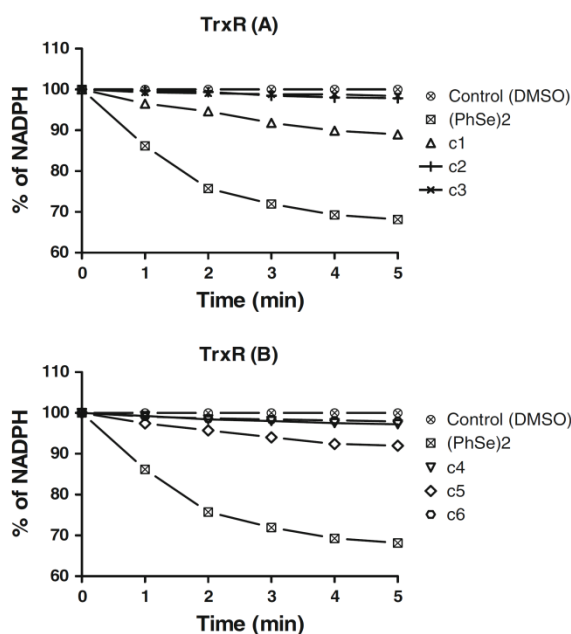 TrxR (A)
% of NADPH
110
100
90
80
70
60
0 1 2 3 4 5
Time (min)
Control (DMSO)
(PhSe)2
c1
c2
c3
TrxR (B)
% of NADPH
110
100
90
80
70
60
0 1 2 3 4 5
Time (min)
Control (DMSO)
(PhSe)2
c4
c5
c6